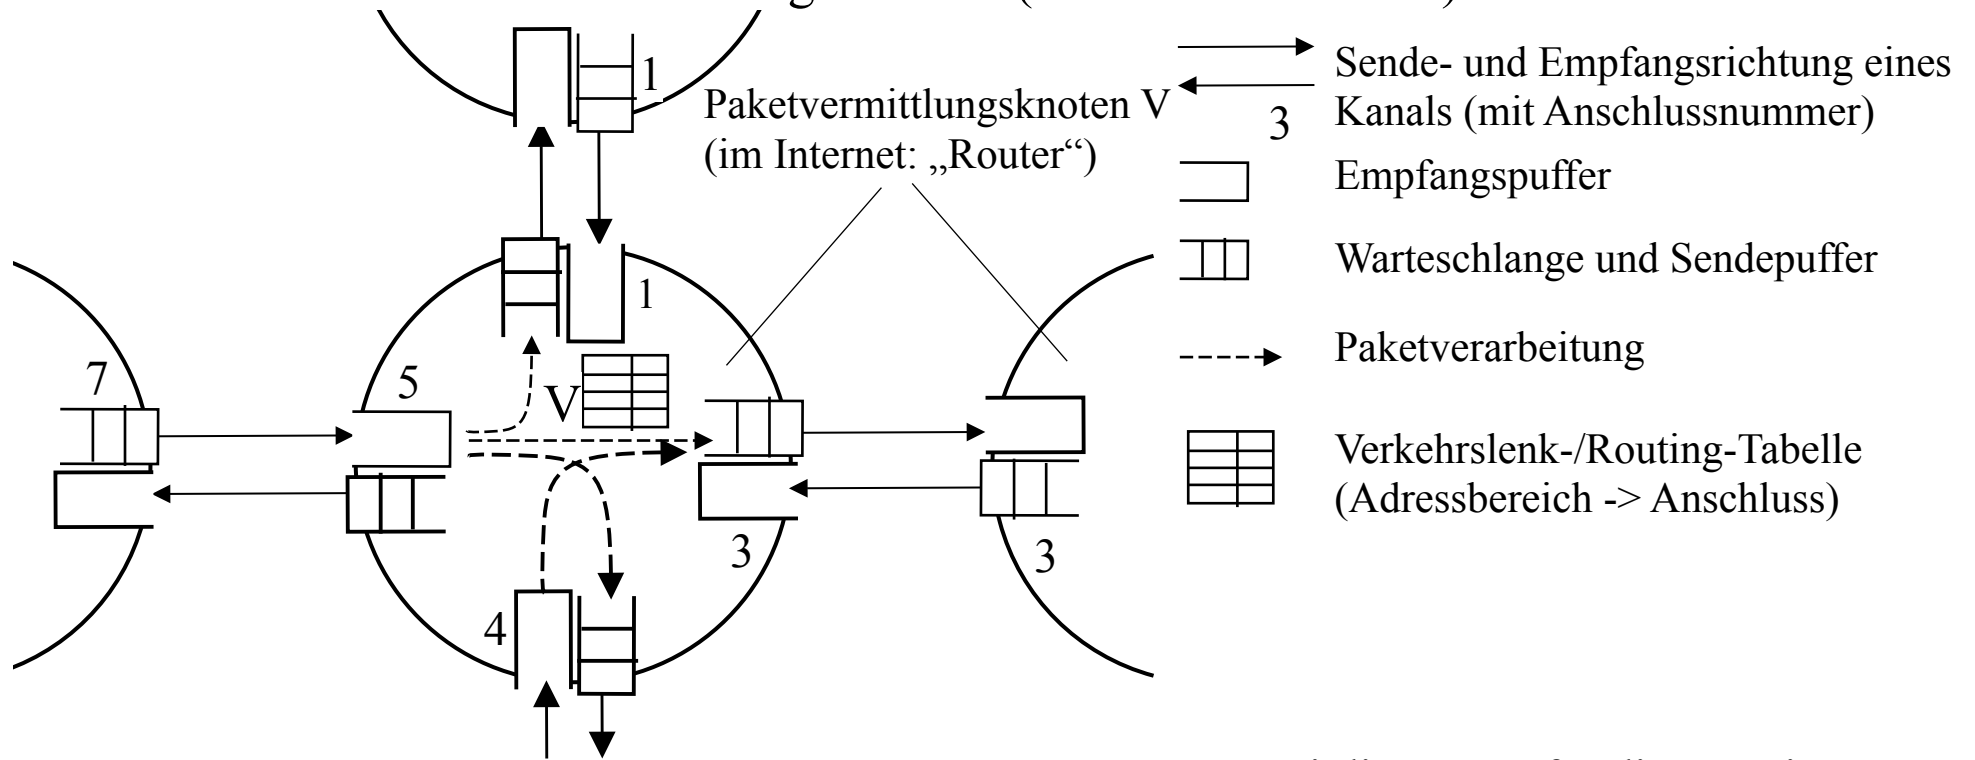 1
Paketvermittlungsknoten V
(im Internet: „Router“)
Sende- und Empfangsrichtung eines
3
Kanals (mit Anschlussnummer)
Empfangspuffer
Warteschlange und Sendepuffer
Paketverarbeitung
Verkehrslenk-/Routing-Tabelle
(Adressbereich -> Anschluss)
1
7
5
V
3
3
4